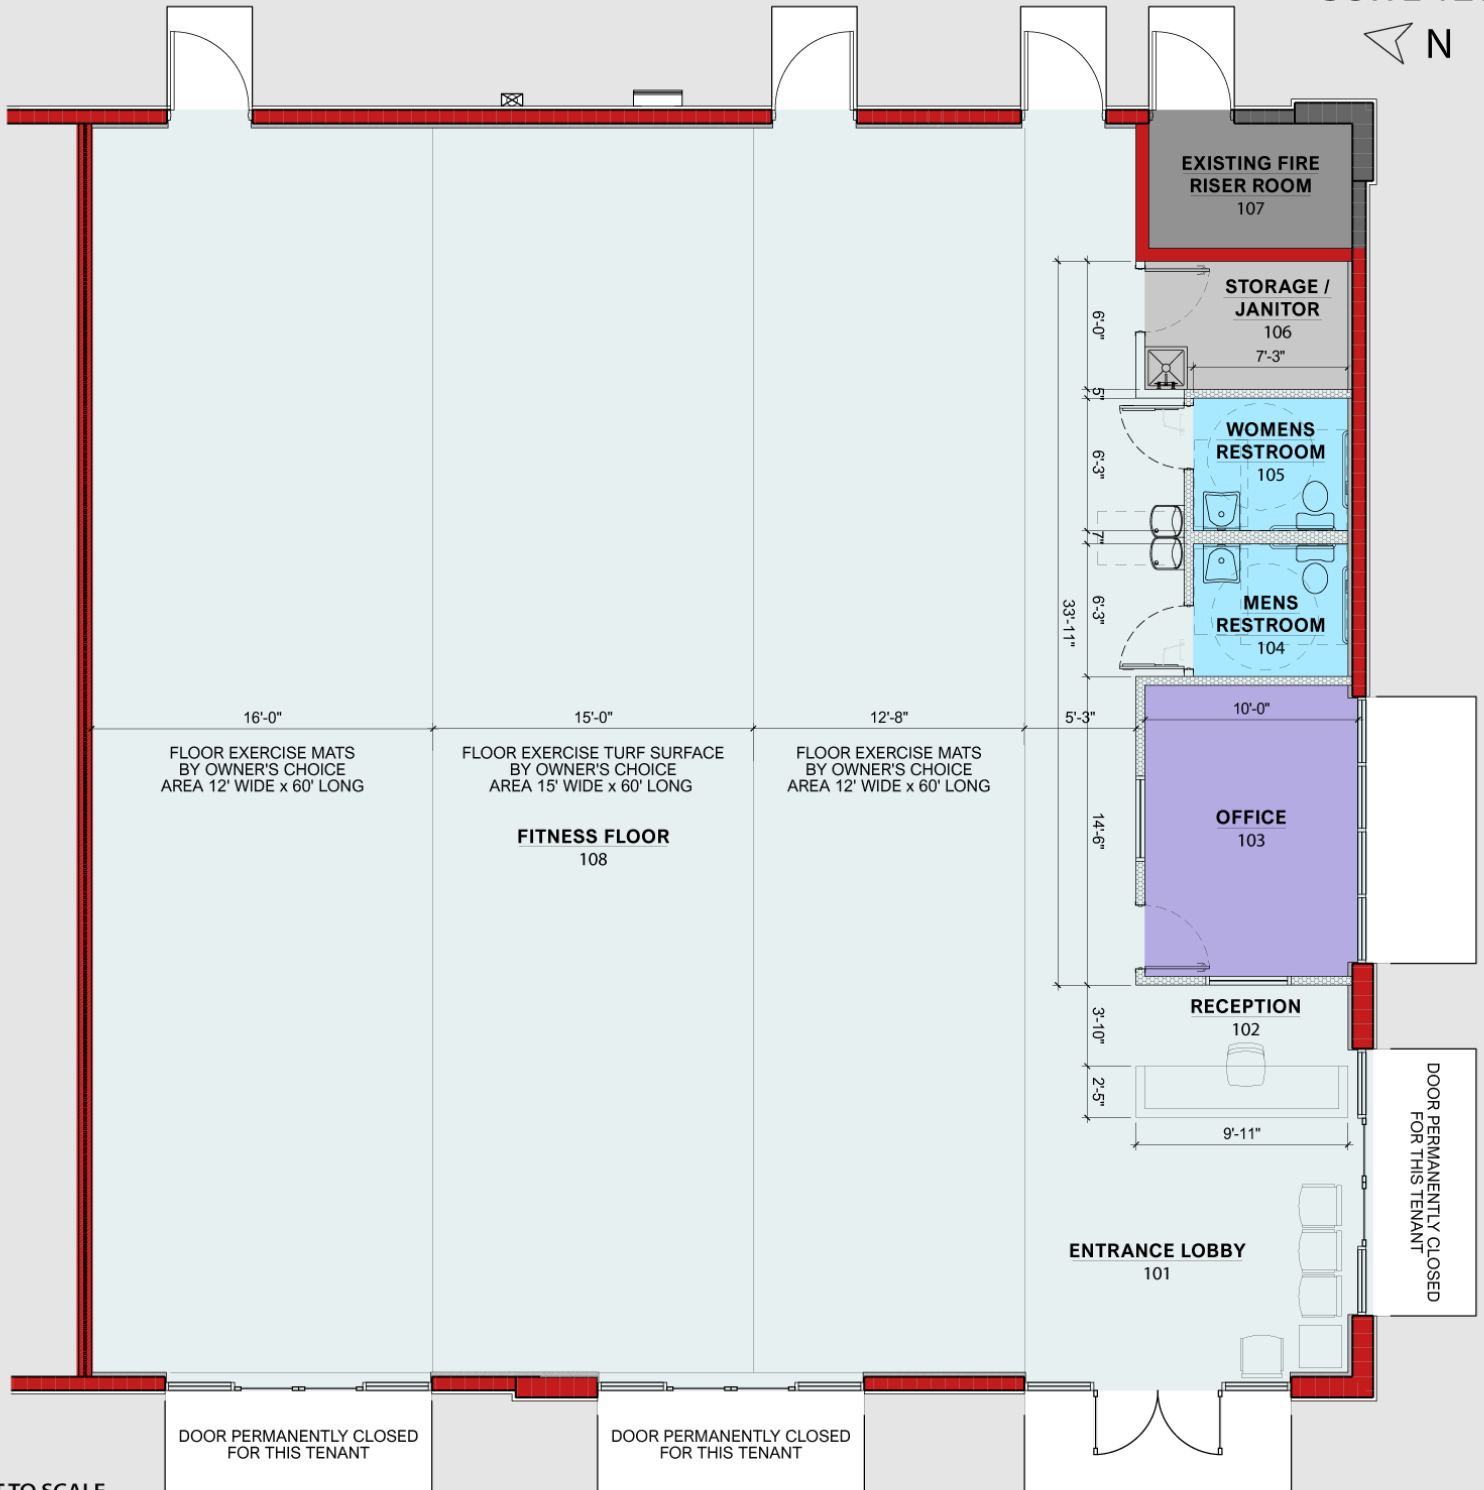 N
EXISTING FIRE
RISER ROOM
107
STORAGE /
JANITOR
106
7'-3"
6'-0"
5"
WOMENS
RESTROOM
105
6'-3"
7"
MENS
RESTROOM
104
6'-3"
33'-11"
16'-0"
15'-0"
12'-8"
5'-3"
10'-0"
FLOOR EXERCISE MATS
BY OWNER'S CHOICE
AREA 12' WIDE x 60' LONG
FLOOR EXERCISE TURF SURFACE
BY OWNER'S CHOICE
AREA 15' WIDE x 60' LONG
FLOOR EXERCISE MATS
BY OWNER'S CHOICE
AREA 12' WIDE x 60' LONG
FITNESS FLOOR
108
14'-6"
OFFICE
103
RECEPTION
102
3'-10"
2'-5"
9'-11"
DOOR PERMANENTLY CLOSED
FOR THIS TENANT
ENTRANCE LOBBY
101
DOOR PERMANENTLY CLOSED
FOR THIS TENANT
DOOR PERMANENTLY CLOSED
FOR THIS TENANT
TO SCALE